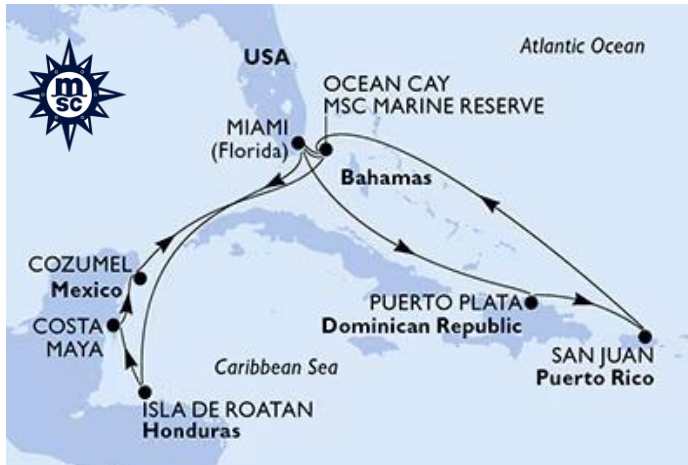 USA
Atlantic Ocean
m
sc
OCEAN CAY
MSC MARINE RESERVE
MIAMI
(Florida)
Bahamas
COZUMEL
Mexico
PUERTO PLATA
Dominican Republic
COSTA
MAYA
SAN JUAN
Puerto Rico
Caribbean Sea
ISLA DE ROATAN
Honduras